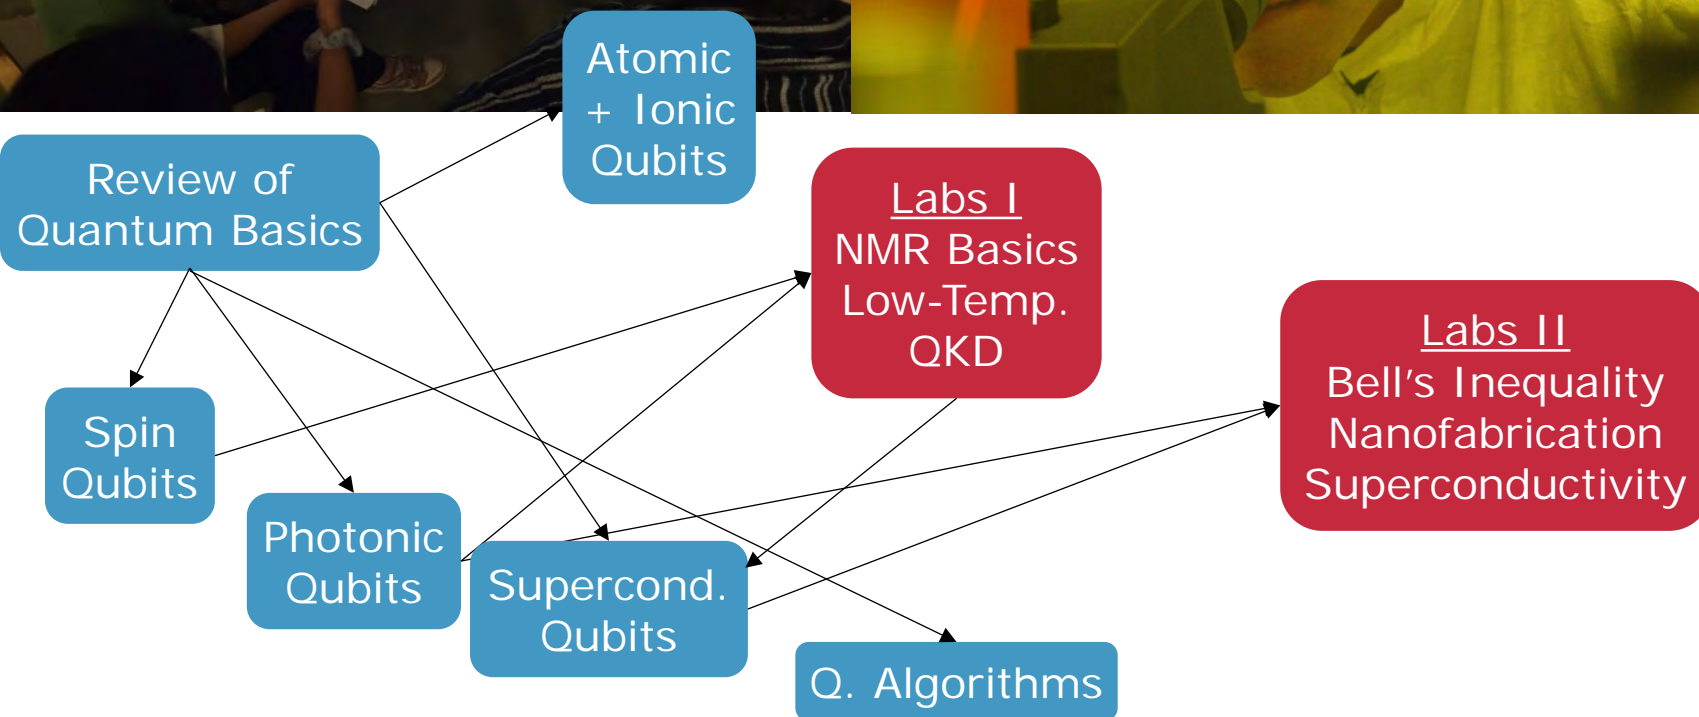 Atomic
+ Ionic
Qubits
Review of
Quantum Basics
Labs I
NMR Basics
Low-Temp.
QKD
Labs II
Bell's Inequality
Nanofabrication
Superconductivity
Spin
Qubits
Photonic
Qubits
Supercond.
Qubits
Q. Algorithms